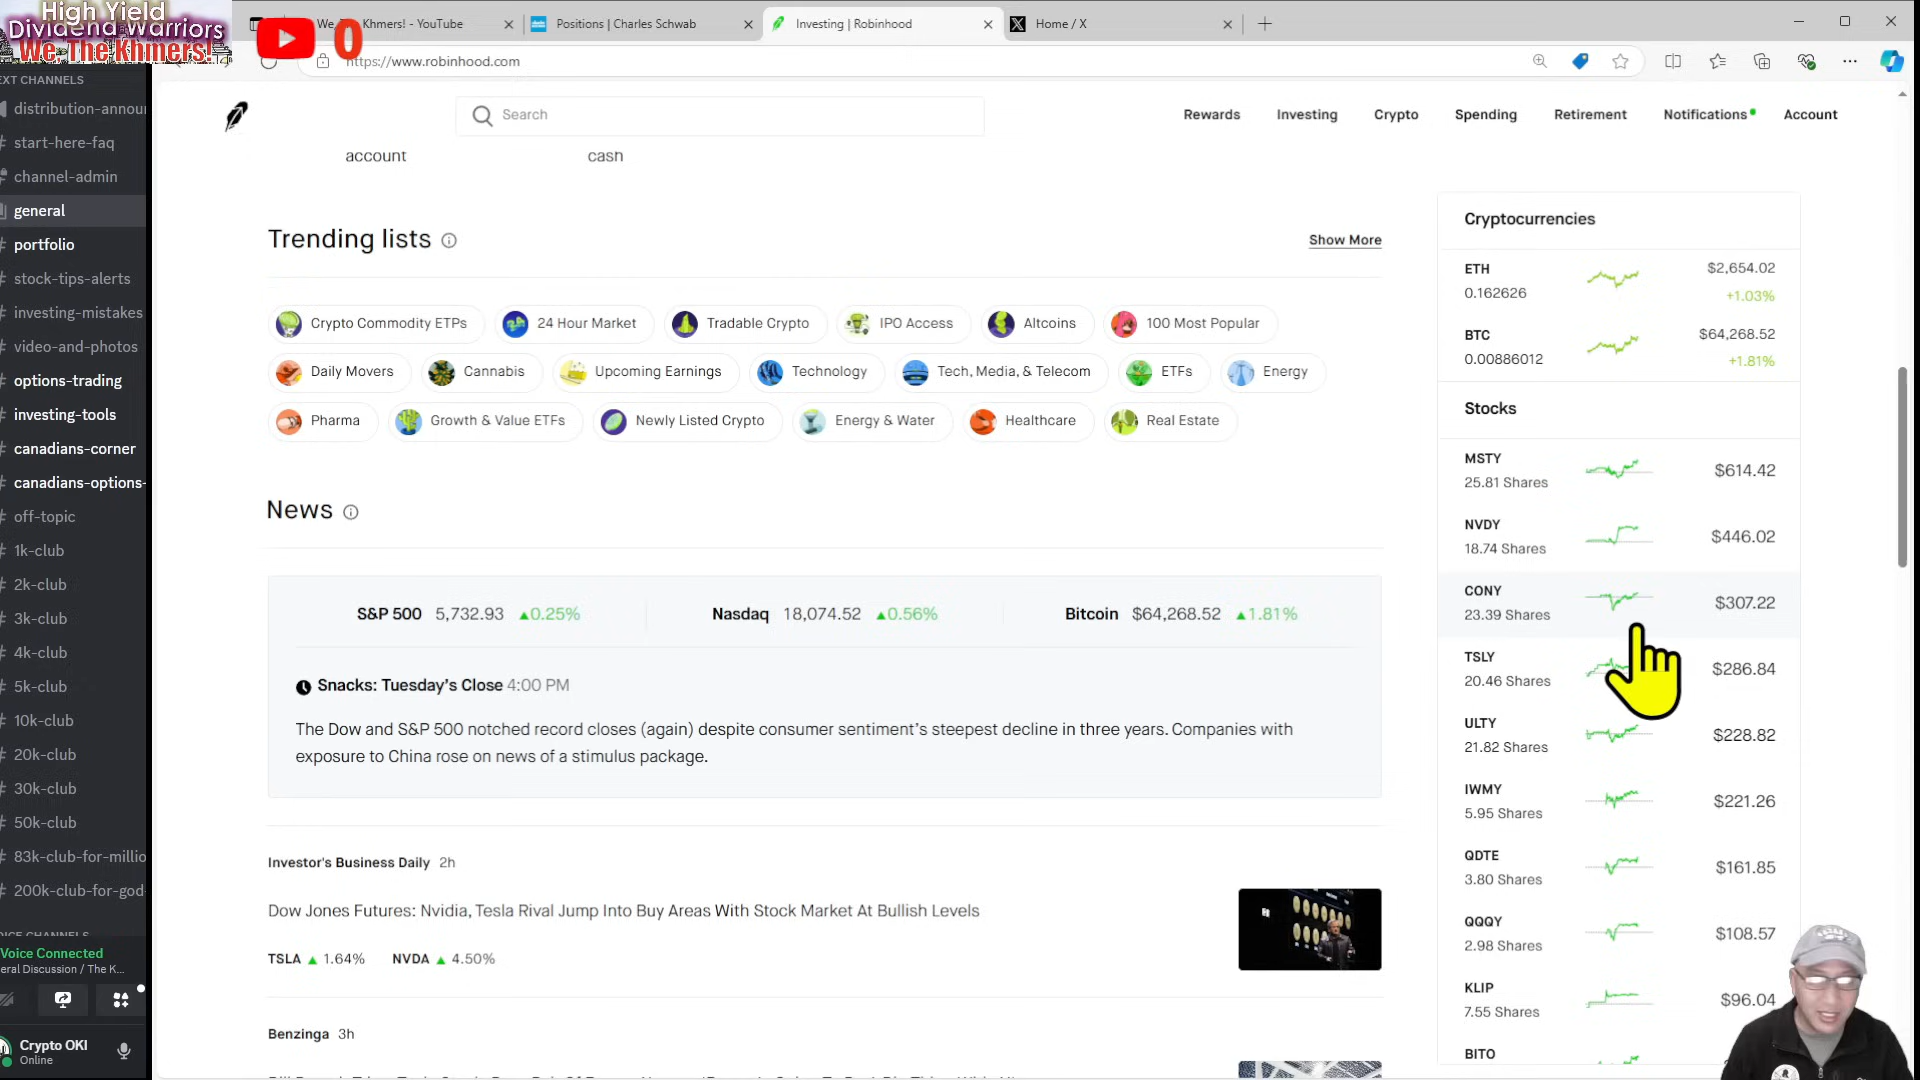 High Yield
Dividend Warriors
We The Khmers!
0
We, The Khmers! - YouTube
Positions | Charles Schwab
Investing | Robinhood
Home / X
https://www.robinhood.com
EXT CHANNELS
distribution-annou
start-here-faq
channel-admin
general
portfolio
stock-tips-alerts
investing-mistakes
video-and-photos
options-trading
investing-tools
canadians-corner
canadians-options-
off-topic
1k-club
2k-club
3k-club
4k-club
5k-club
10k-club
20k-club
30k-club
50k-club
83k-club-for-millio
200k-club-for-god-
OICE CHANNELS
Voice Connected
eral Discussion / The K...
Crypto OKI
Online
Search
Rewards
Investing
Crypto
Spending
Retirement
Notifications
Account
account
cash
Trending lists
Show More
Crypto Commodity ETPs
24 Hour Market
Tradable Crypto
IPO Access
Altcoins
100 Most Popular
Daily Movers
Cannabis
Upcoming Earnings
Technology
Tech, Media, & Telecom
ETFs
Energy
Pharma
Growth & Value ETFs
Newly Listed Crypto
Energy & Water
Healthcare
Real Estate
News
S&P 500 5,732.93 ▲0.25%
Nasdaq 18,074.52 ▲0.56%
Bitcoin $64,268.52 ▲1.81%
Snacks: Tuesday's Close 4:00 PM
The Dow and S&P 500 notched record closes (again) despite consumer sentiment's steepest decline in three years. Companies with
exposure to China rose on news of a stimulus package.
Investor's Business Daily 2h
Dow Jones Futures: Nvidia, Tesla Rival Jump Into Buy Areas With Stock Market At Bullish Levels
TSLA ▲ 1.64% NVDA ▲ 4.50%
Benzinga 3h
Cryptocurrencies
ETH $2,654.02
0.162626 +1.03%
BTC $64,268.52
0.00886012 +1.81%
Stocks
MSTY
25.81 Shares
$614.42
NVDY
18.74 Shares
$446.02
CONY
23.39 Shares
$307.22
TSLY
20.46 Shares
$286.84
ULTY
21.82 Shares
$228.82
IWMY
5.95 Shares
$221.26
QDTE
3.80 Shares
$161.85
QQQY
2.98 Shares
$108.57
KLIP
7.55 Shares
$96.04
BITO